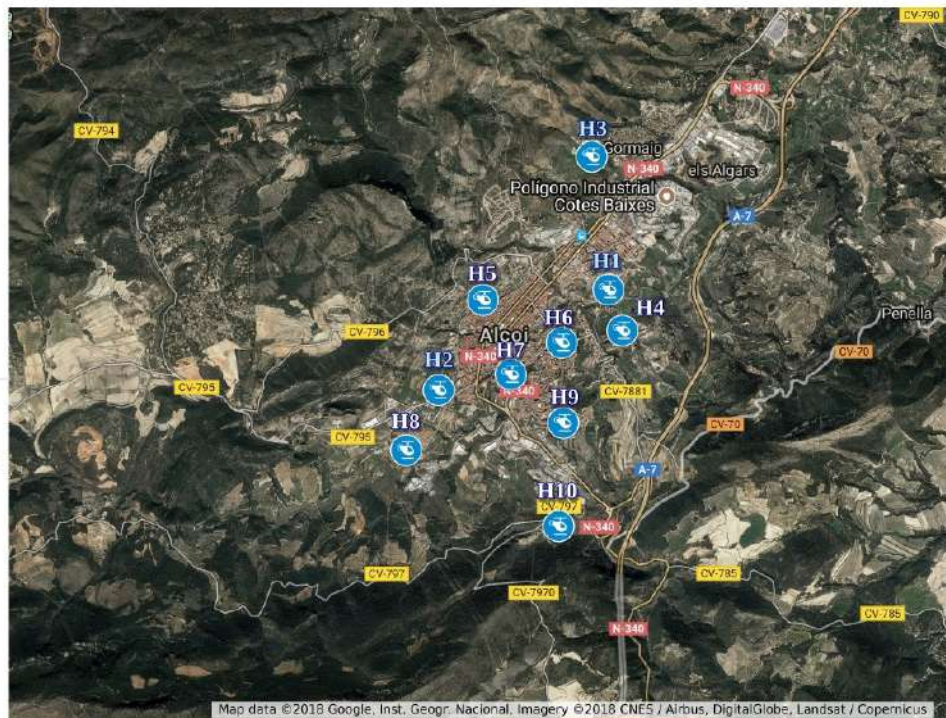 CV-790
N-340
CV-794
H3
Gormaig
N-340
els Algars
Polígono Industrial
Cotes Baixes
A-7
H1
H5
H4
Penella
Alcoi
H6
CV-796
N-340
H7
CV-70
H2
N-340
CV-795
CV-7881
H9
CV-70
CV-795
H8
A-7
H10
CV-797
N-340
CV-797
CV-785
CV-7970
CV-785
N-340
Map data ©2018 Google, Inst. Geogr. Nacional, Imagery ©2018 CNES / Airbus, DigitalGlobe, Landsat / Copernicus